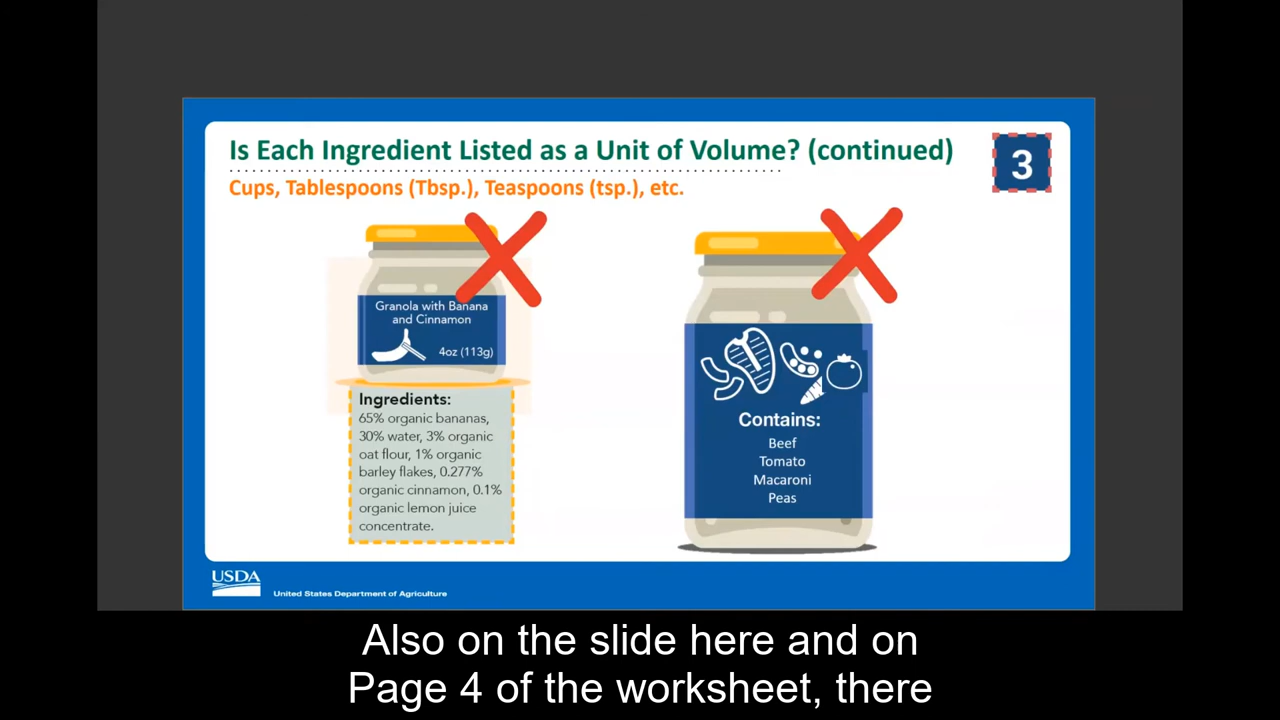 Is Each Ingredient Listed as a Unit of Volume? (continued)
3
Cups, Tablespoons (Tbsp.), Teaspoons (tsp.), etc.
Granola with Banana
and Cinnamon
4oz (113g)
Ingredients:
65% organic bananas,
30% water, 3% organic
oat flour, 1% organic
barley flakes, 0.277%
organic cinnamon, 0.1%
organic lemon juice
concentrate.
Contains:
Beef
Tomato
Macaroni
Peas
USDA
United States Department of Agriculture
Also on the slide here and on
Page 4 of the worksheet, there